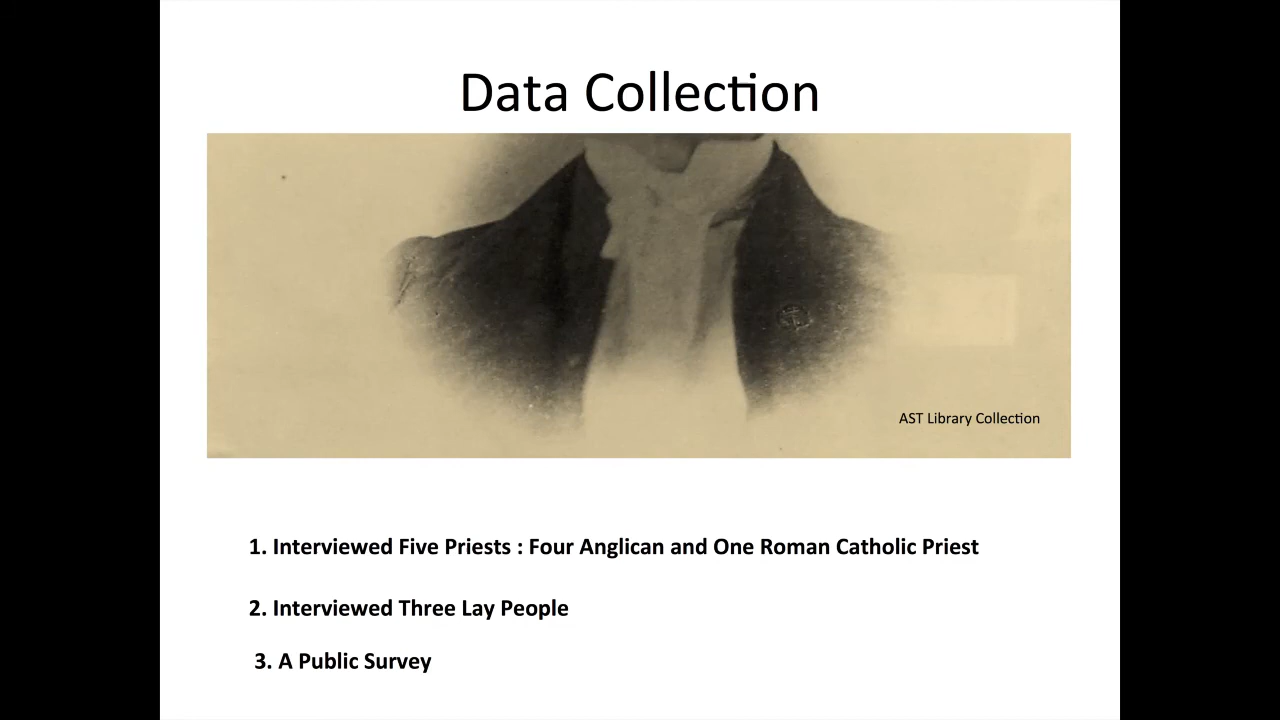 Data Collection
AST Library Collection
1. Interviewed Five Priests : Four Anglican and One Roman Catholic Priest
2. Interviewed Three Lay People
3. A Public Survey